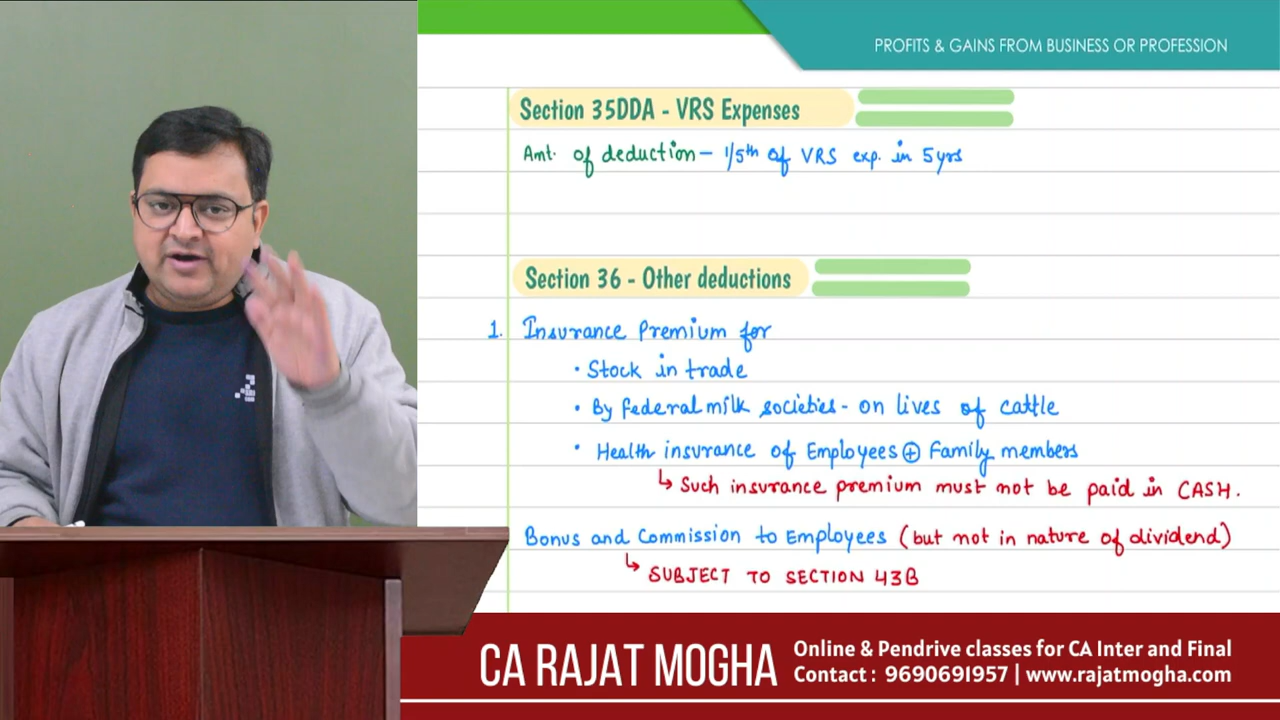 PROFITS & GAINS FROM BUSINESS OR PROFESSION
Section 35DDA - VRS Expenses
Amt. of deduction - 1/5th of VRS exp. in 5yrs
Section 36 - Other deductions
1. Insurance Premium for
• Stock in trade
• By federal milk societies - on lives of cattle
• Health insurance of Employees ⊕ Family members
↳ Such insurance premium must not be paid in CASH.
Bonus and Commission to Employees (but not in nature of dividend)
↳ SUBJECT TO SECTION 43B
CA RAJAT MOGHA
Online & Pendrive classes for CA Inter and Final
Contact : 9690691957 | www.rajatmogha.com